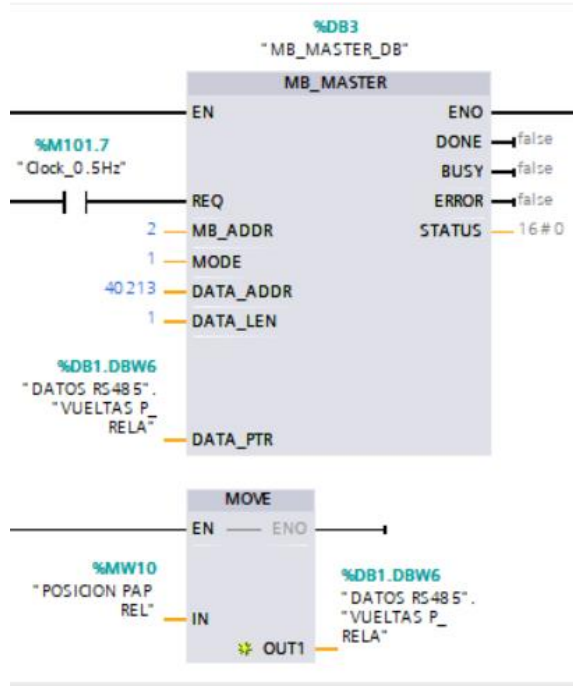 %DB3
"MB_MASTER_DB"
MB_MASTER
EN
ENO
%M101.7
"Clock_0.5Hz"
DONE
false
BUSY
false
REQ
ERROR
false
2
MB_ADDR
STATUS
16#0
1
MODE
40213
DATA_ADDR
1
DATA_LEN
%DB1.DBW6
"DATOS RS485".
"VUELTAS P_
RELA"
DATA_PTR
MOVE
EN
ENO
%MW10
"POSICION PAP
REL"
IN
OUT1
%DB1.DBW6
"DATOS RS485".
"VUELTAS P_
RELA"